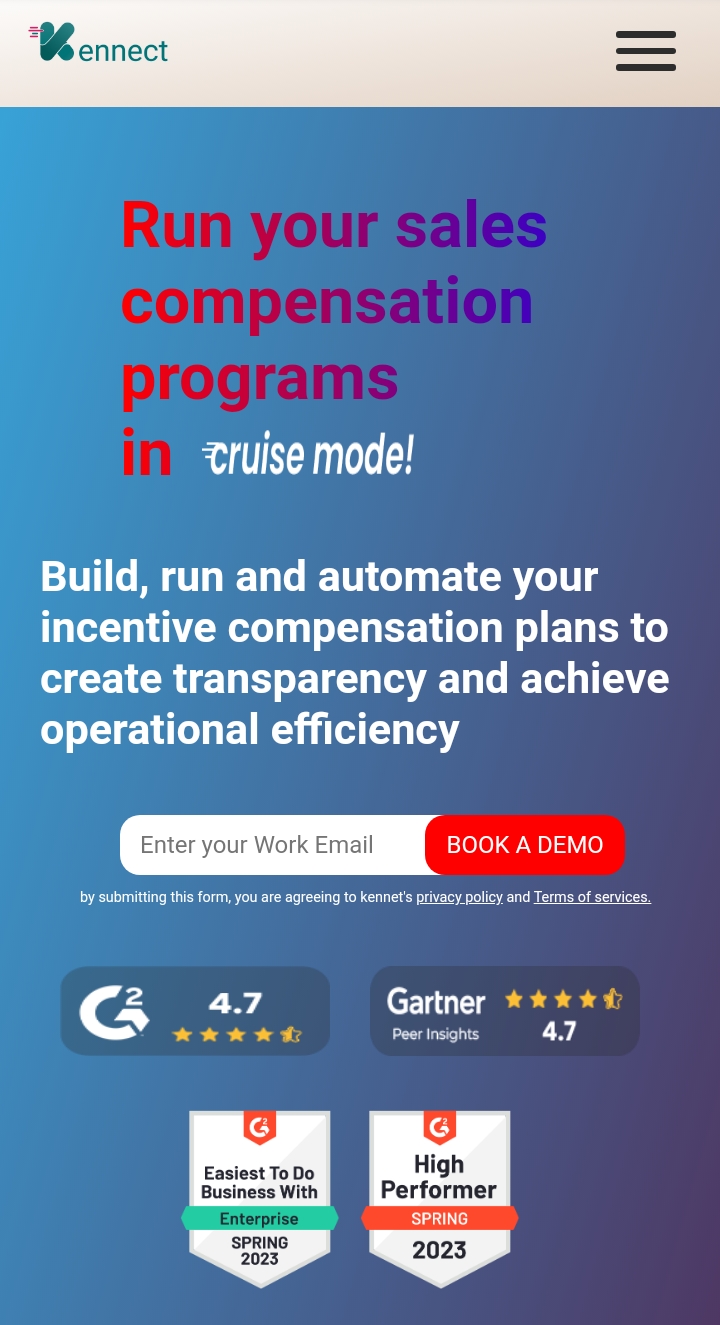 Kennect
Run your sales
compensation
programs
in cruise mode!
Build, run and automate your
incentive compensation plans to
create transparency and achieve
operational efficiency
Enter your Work Email BOOK A DEMO
by submitting this form, you are agreeing to kennet's privacy policy and Terms of services.
G2 4.7
Gartner
Peer Insights 4.7
G2
Easiest To Do
Business With
Enterprise
SPRING
2023
G2
High
Performer
SPRING
2023